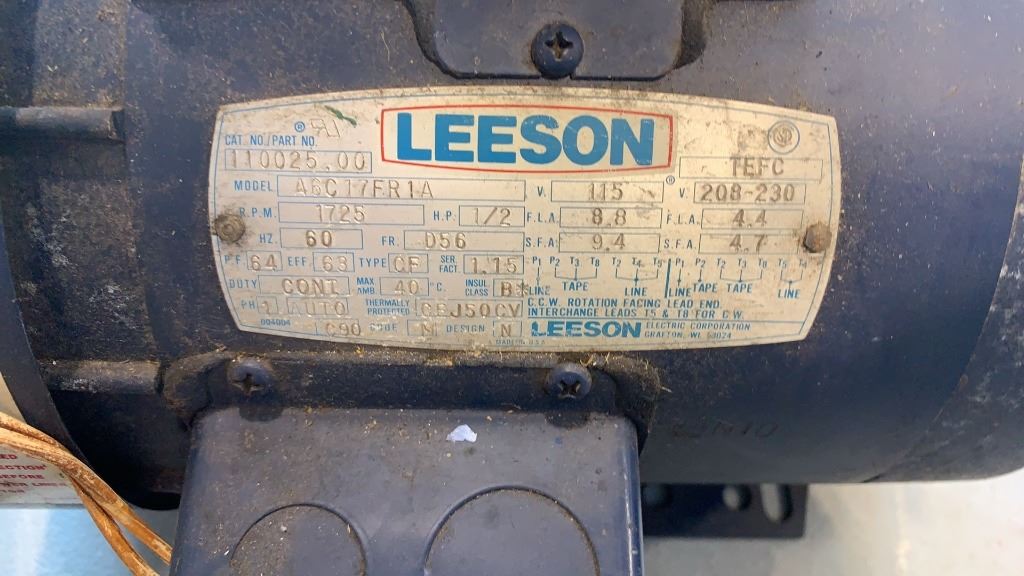 LEESON
CAT. NO./PART NO.
110025.00
TEFC
MODEL A6C17FR1A V. 115 V. 208-230
R.P.M. 1725 H.P. 1/2 F.L.A. 8.8 F.L.A. 4.4
HZ. 60 FR. D56 S.F.A. 9.4 S.F.A. 4.7
P.F. 64 EFF. 63 TYPE CF SER. FACT. 1.15 P1 P2 T3 T8 T2 T4 T5 P1 P2 T2
DUTY CONT MAX AMB. 40 °C. INSUL CLASS B LINE TAPE LINE LINE TAPE TAPE LINE
C.C.W. ROTATION FACING LEAD END.
PH 1 AUTO THERMALLY PROTECTED CEJ50CV INTERCHANGE LEADS T5 & T8 FOR C.W.
004004 C90 CODE M DESIGN N LEESON ELECTRIC CORPORATION
GRAFTON, WI. 53024
MADE IN U.S.A.
BEFORE